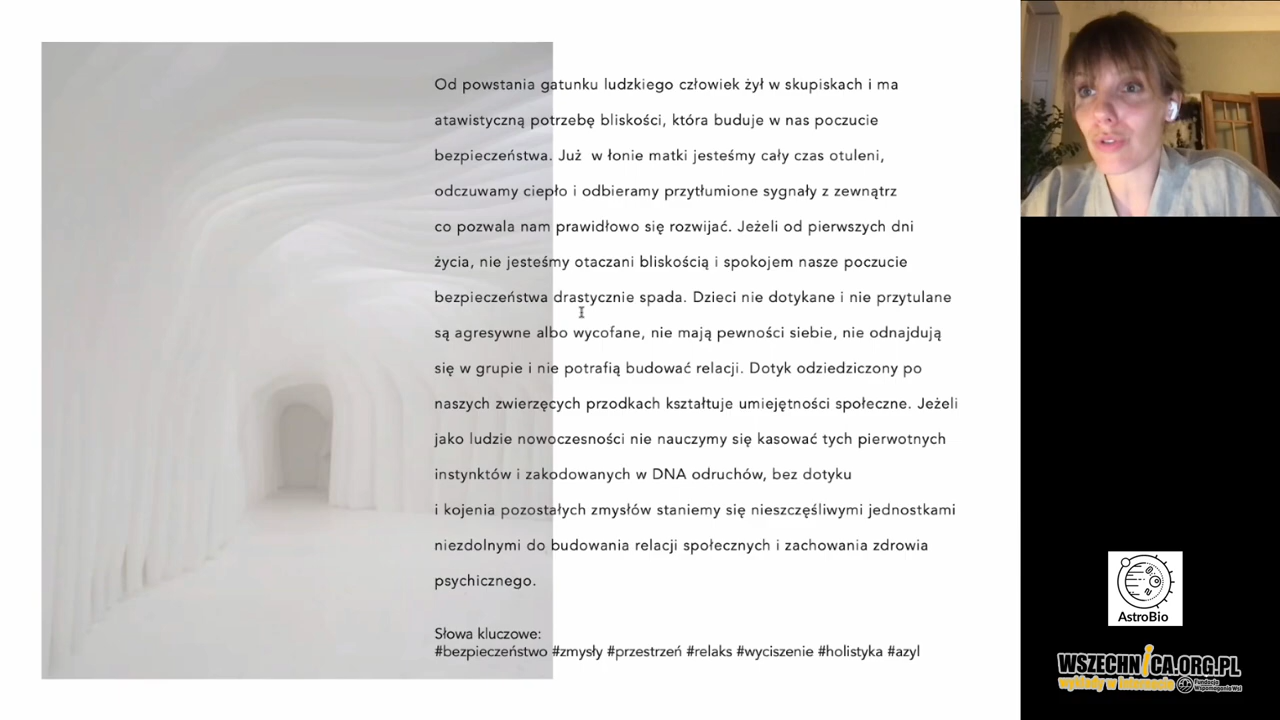 Od powstania gatunku ludzkiego człowiek żył w skupiskach i ma
atawistyczną potrzebę bliskości, która buduje w nas poczucie
bezpieczeństwa. Już  w łonie matki jesteśmy cały czas otuleni,
odczuwamy ciepło i odbieramy przytłumione sygnały z zewnątrz
co pozwala nam prawidłowo się rozwijać. Jeżeli od pierwszych dni
życia, nie jesteśmy otaczani bliskością i spokojem nasze poczucie
bezpieczeństwa drastycznie spada. Dzieci nie dotykane i nie przytulane
są agresywne albo wycofane, nie mają pewności siebie, nie odnajdują
się w grupie i nie potrafią budować relacji. Dotyk odziedziczony po
naszych zwierzęcych przodkach kształtuje umiejętności społeczne. Jeżeli
jako ludzie nowoczesności nie nauczymy się kasować tych pierwotnych
instynktów i zakodowanych w DNA odruchów, bez dotyku
i kojenia pozostałych zmysłów staniemy się nieszczęśliwymi jednostkami
niezdolnymi do budowania relacji społecznych i zachowania zdrowia
psychicznego.
Słowa kluczowe:
#bezpieczeństwo #zmysły #przestrzeń #relaks #wyciszenie #holistyka #azyl
AstroBio
WSZECHNICA.ORG.PL
wykłady w internecie
Fundacja
Wspomagania Wsi